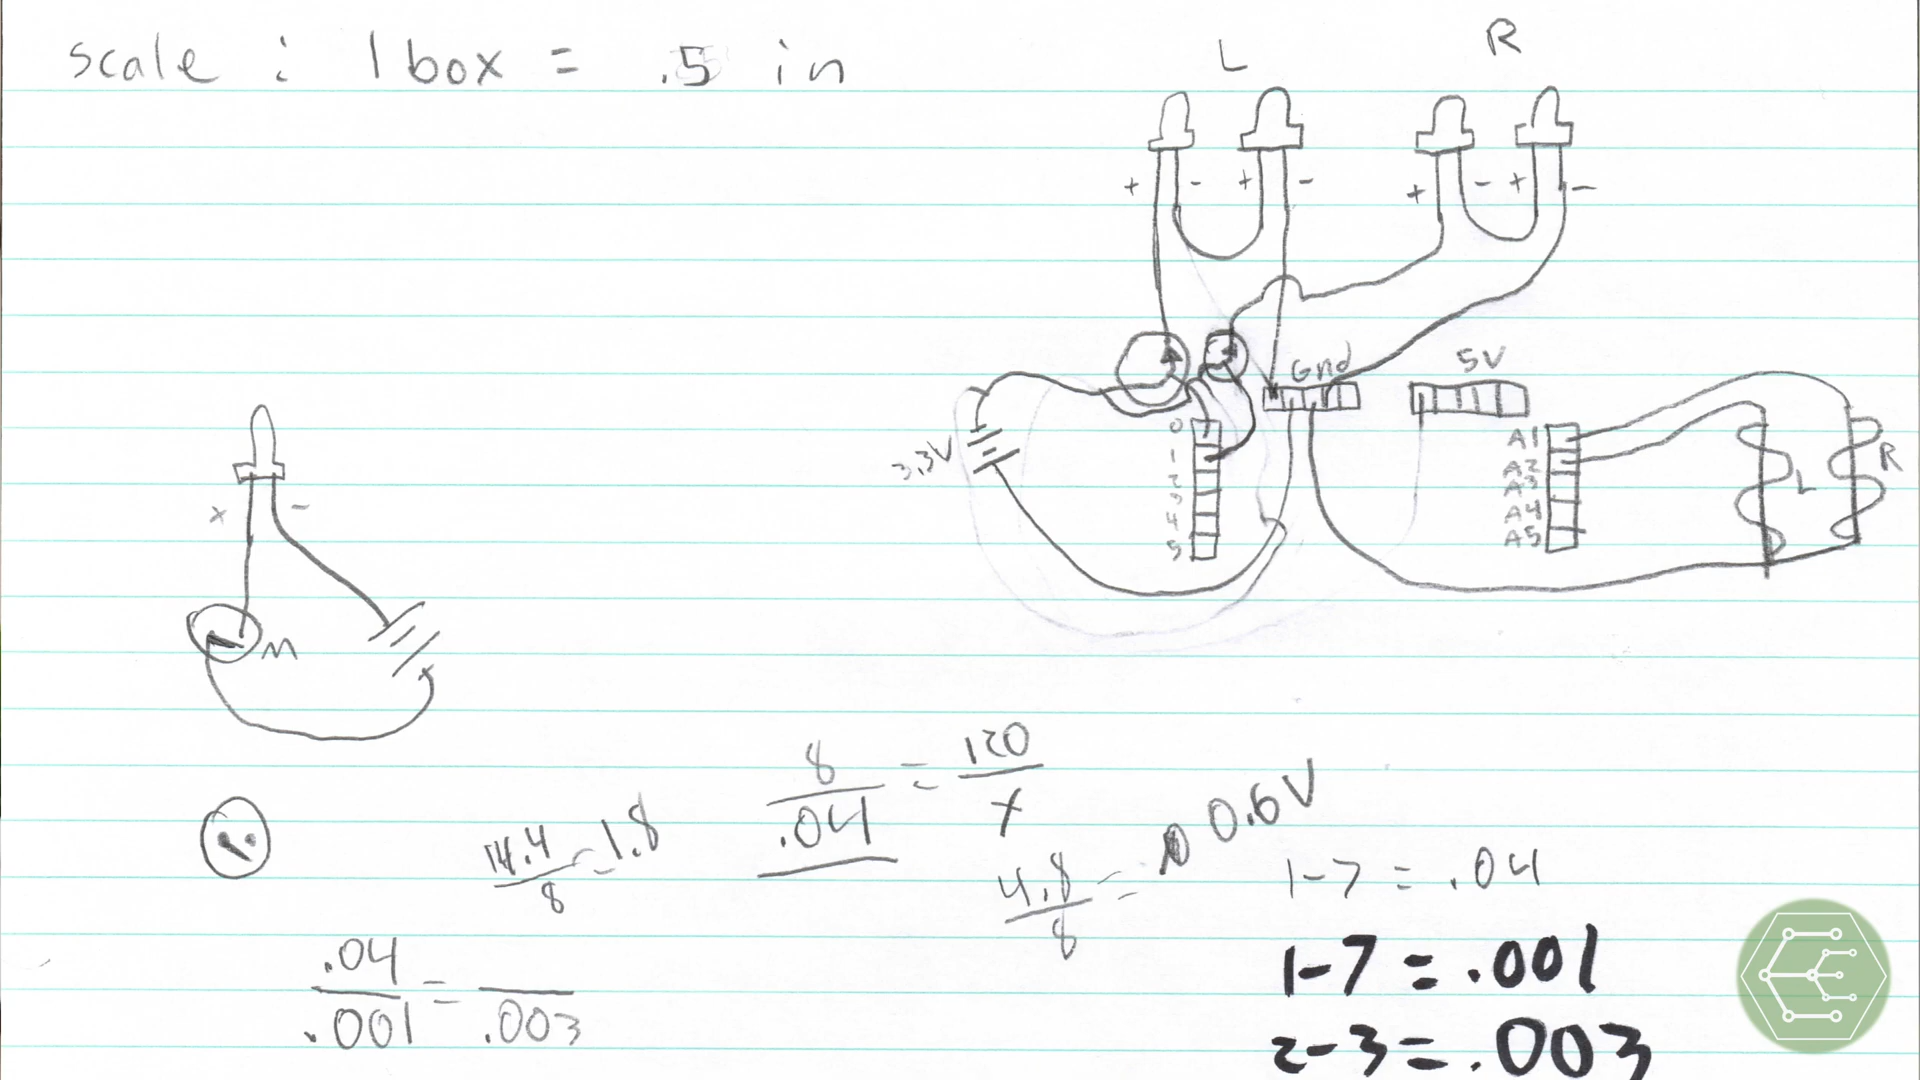 scale : 1 box = .5 in
L R
+ - + - + - + -
Gnd 5V
3.3V
0
1
2
3
4
5
A1
A2
A3
A4
A5
L R
+ -
M
8/.04 = 120/x
14.4/8 = 1.8
4.8/8 = 0.6V
1-7 = .04
.04/.001 = /.003
1-7 = .001
2-3 = .003